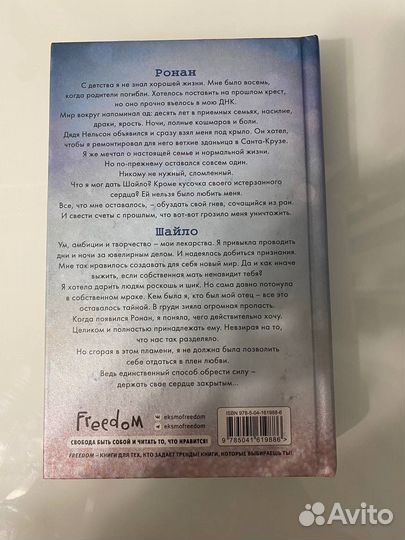 Ронан
С детства я не знал хорошей жизни. Мне было восемь,
когда родители погибли. Хотелось поставить на прошлом крест,
но оно прочно въелось в мою ДНК.
Мир вокруг напоминал ад: десять лет в приемных семьях, насилие,
драки, ярость. Ночи, полные кошмаров и боли.
Дядя Нельсон объявился и сразу взял меня под крыло. Он хотел,
чтобы я ремонтировал для него ветхие зданьица в Санта-Крузе.
Я же мечтал о настоящей семье и нормальной жизни.
Но по-прежнему оставался совсем один.
Никому не нужный, сломленный.
Что я мог дать Шайло? Кроме кусочка своего истерзанного
сердца? Ей нельзя было любить меня.
Все, что мне оставалось, – обуздать свой гнев, сочащийся из ран.
И свести счеты с прошлым, что вот-вот грозило меня уничтожить.
Шайло
Ум, амбиции и творчество – мои лекарства. Я привыкла проводить
дни и ночи за ювелирным делом. И надеялась добиться признания.
Мне так нравилось создавать для себя новый мир. Да и как иначе
выжить, если собственная мать ненавидит тебя?
Я хотела дарить людям роскошь и шик. Но сама давно потонула
в собственном мраке. Кем была я, кто был мой отец – все это
оставалось тайной. В груди зияла огромная пропасть.
Когда появился Ронан, я поняла, чего действительно хочу.
Целиком и полностью принадлежать ему. Невзирая на то,
что нас так разделяло.
Но сгорая в этом пламени, я не должна была позволить
себе отдаться в плен любви.
Ведь единственный способ обрести силу –
держать свое сердце закрытым...
Freedom
eksmofreedom
eksmofreedom
ISBN 978-5-04-161988-6
9 785041 619886 >
СВОБОДА БЫТЬ СОБОЙ И ЧИТАТЬ ТО, ЧТО НРАВИТСЯ!
FREEDOM – КНИГИ ДЛЯ ТЕХ, КТО ЗАДАЕТ ТРЕНДЫ! КНИГИ, КОТОРЫЕ ВЫБИРАЕШЬ ТЫ!
Avito